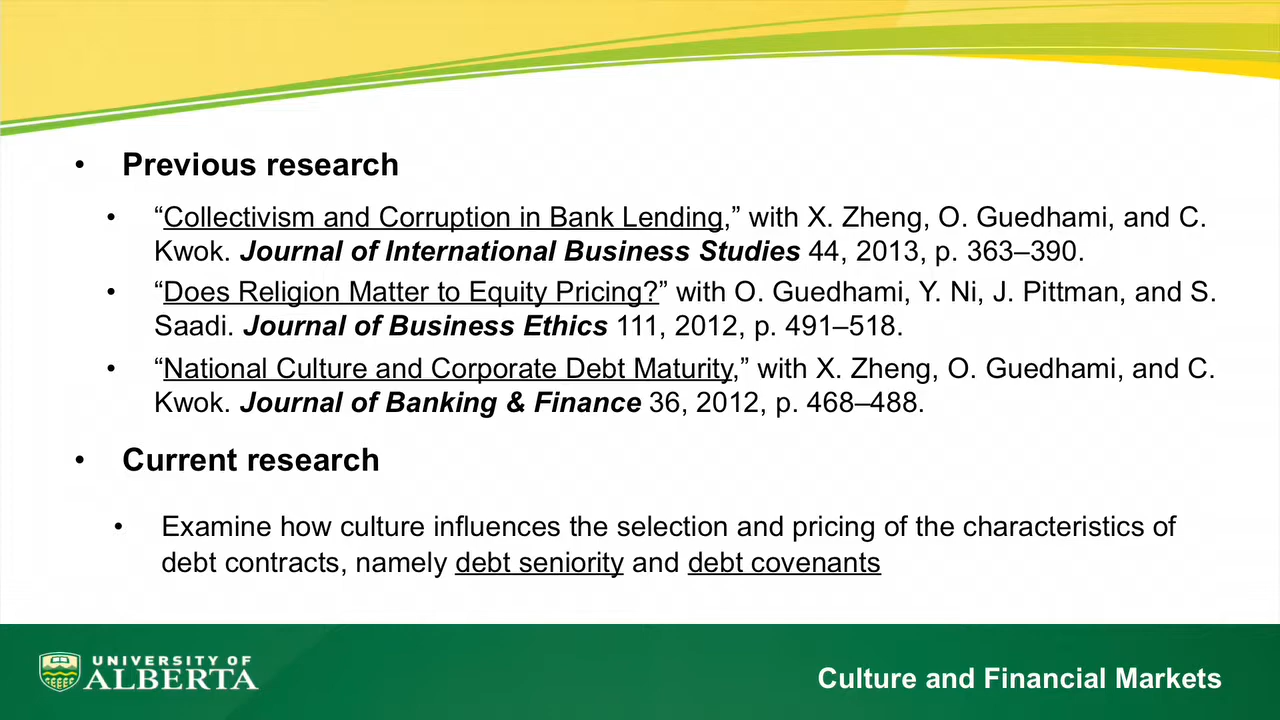 • Previous research
• “Collectivism and Corruption in Bank Lending,” with X. Zheng, O. Guedhami, and C.
Kwok. Journal of International Business Studies 44, 2013, p. 363–390.
• “Does Religion Matter to Equity Pricing?” with O. Guedhami, Y. Ni, J. Pittman, and S.
Saadi. Journal of Business Ethics 111, 2012, p. 491–518.
• “National Culture and Corporate Debt Maturity,” with X. Zheng, O. Guedhami, and C.
Kwok. Journal of Banking & Finance 36, 2012, p. 468–488.
• Current research
• Examine how culture influences the selection and pricing of the characteristics of
debt contracts, namely debt seniority and debt covenants
UNIVERSITY OF
ALBERTA
Culture and Financial Markets